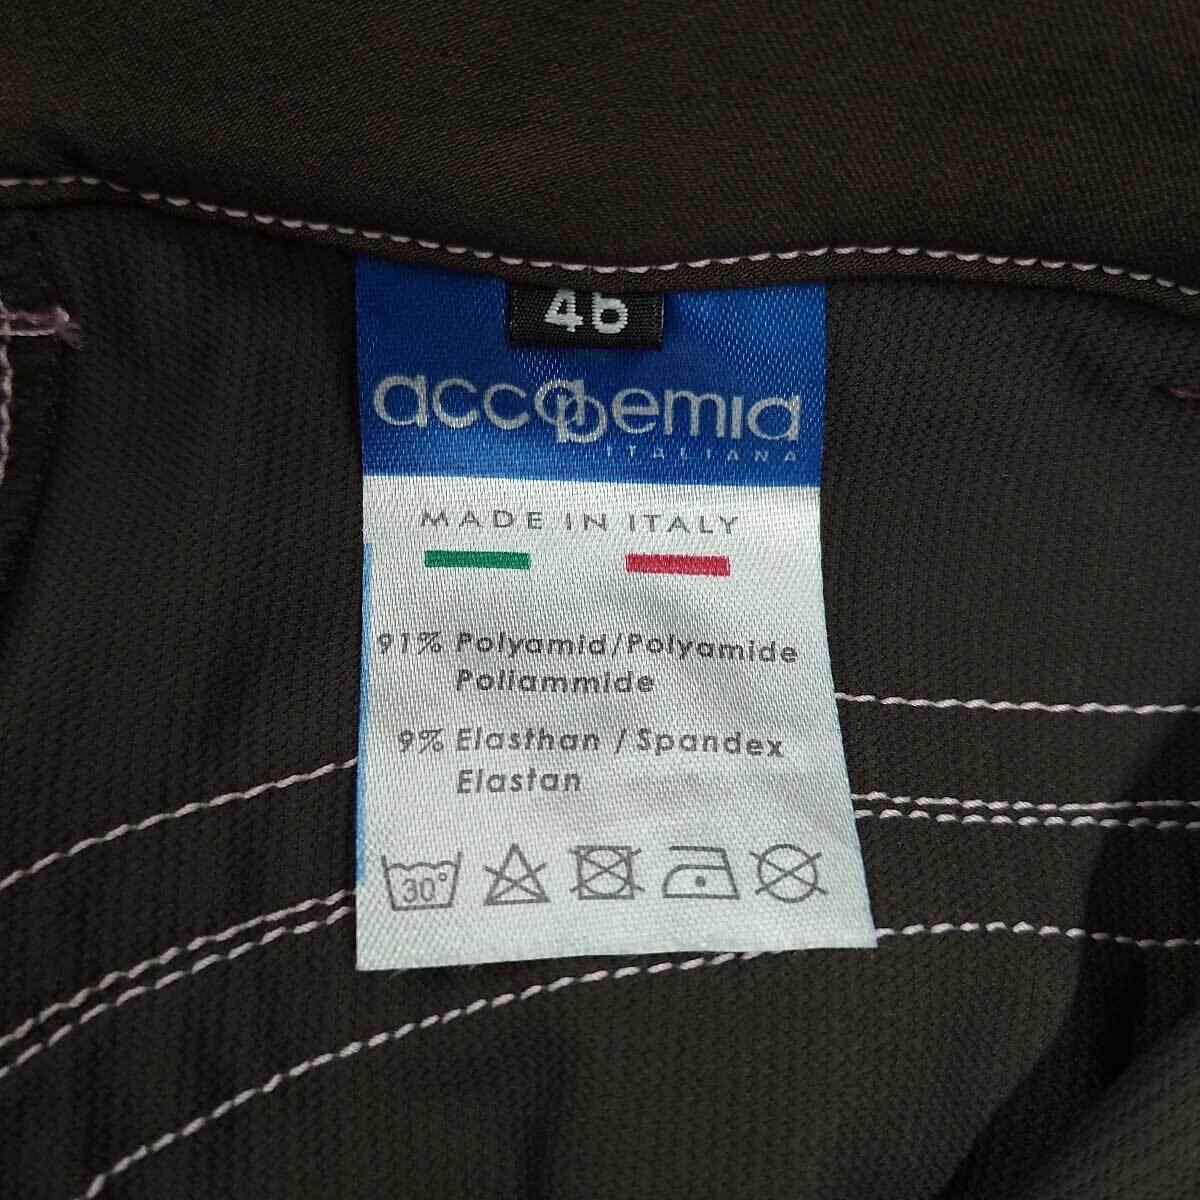 46
accademia
ITALIANA
MADE IN ITALY
91% Polyamid/Polyamide
Poliammide
9% Elasthan / Spandex
Elastan
30°